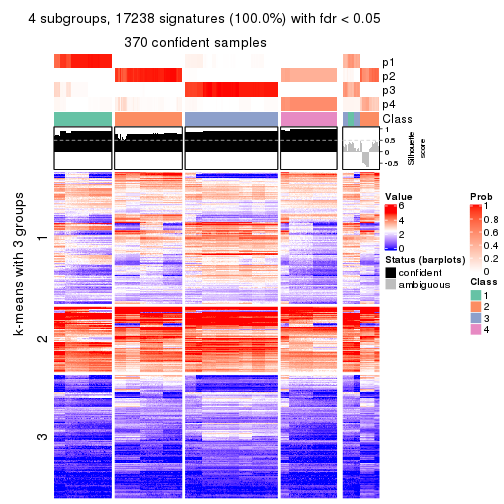 4 subgroups, 17238 signatures (100.0%) with fdr < 0.05
370 confident samples
p1
p2
p3
p4
Class
1
0.5
0
-0.5
Silhouette
score
k-means with 3 groups
1
2
3
Value
6
4
2
0
Status (barplots)
confident
ambiguous
Prob
1
0.8
0.6
0.4
0.2
0
Class
1
2
3
4